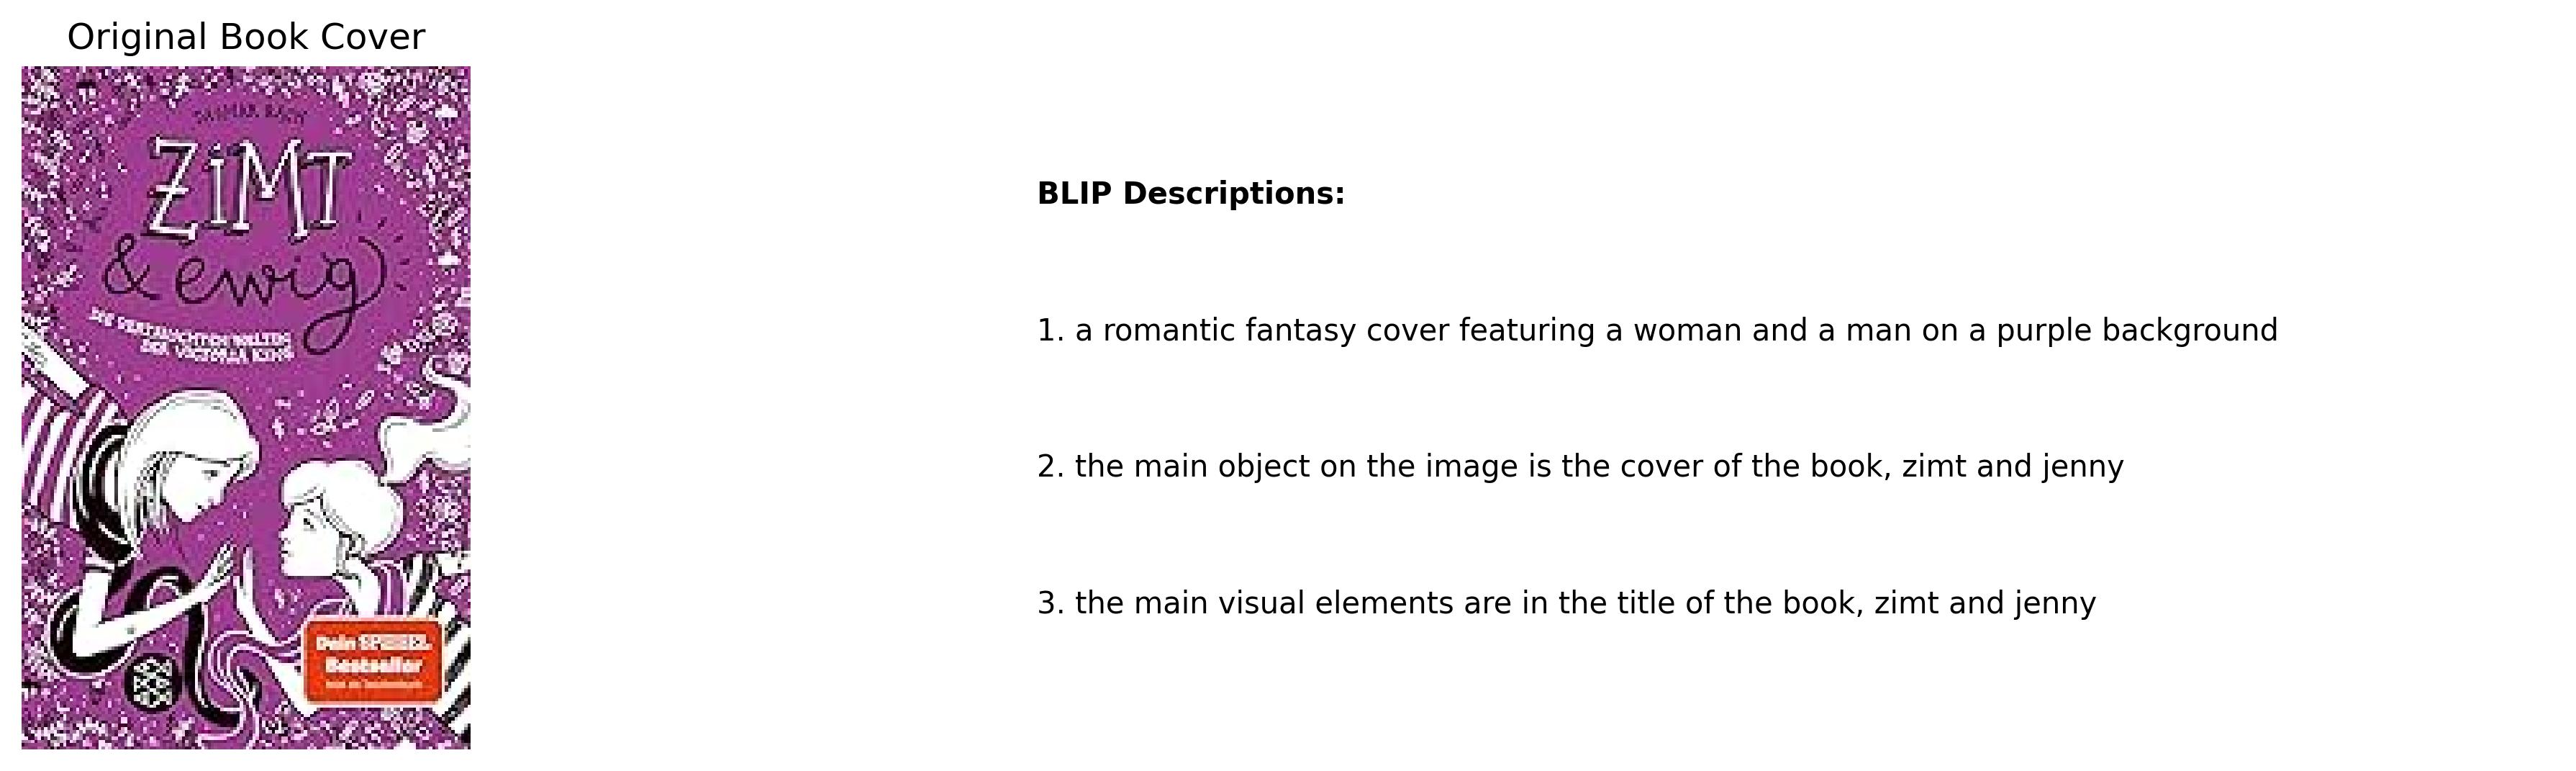 Original Book Cover
DAGMAR BACH
ZiMT
& ewig
DIE VERTAUSCHTEN WELTEN
DER VICTORIA KING
Dein SPIEGEL
Bestseller
BLIP Descriptions:
1. a romantic fantasy cover featuring a woman and a man on a purple background
2. the main object on the image is the cover of the book, zimt and jenny
3. the main visual elements are in the title of the book, zimt and jenny